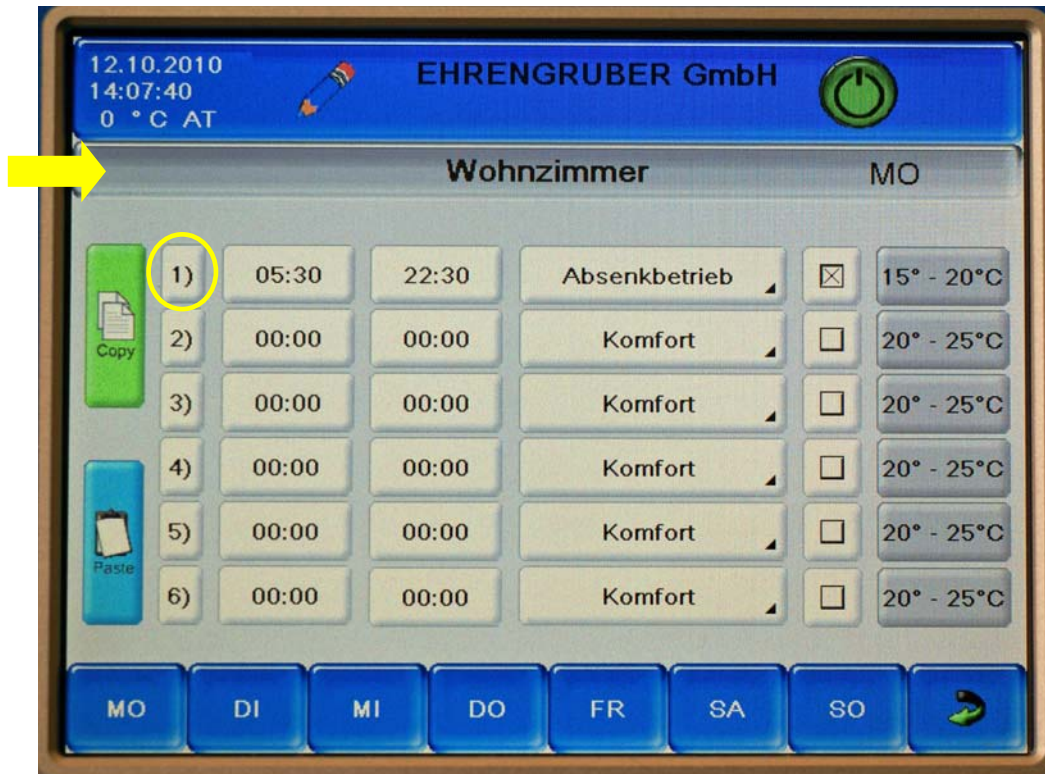 12.10.2010
14:07:40
0 °C AT
EHRENGRUBER GmbH
Wohnzimmer MO
Copy
Paste
1) 05:30 22:30 Absenkbetrieb 15° - 20°C
2) 00:00 00:00 Komfort 20° - 25°C
3) 00:00 00:00 Komfort 20° - 25°C
4) 00:00 00:00 Komfort 20° - 25°C
5) 00:00 00:00 Komfort 20° - 25°C
6) 00:00 00:00 Komfort 20° - 25°C
MO DI MI DO FR SA SO